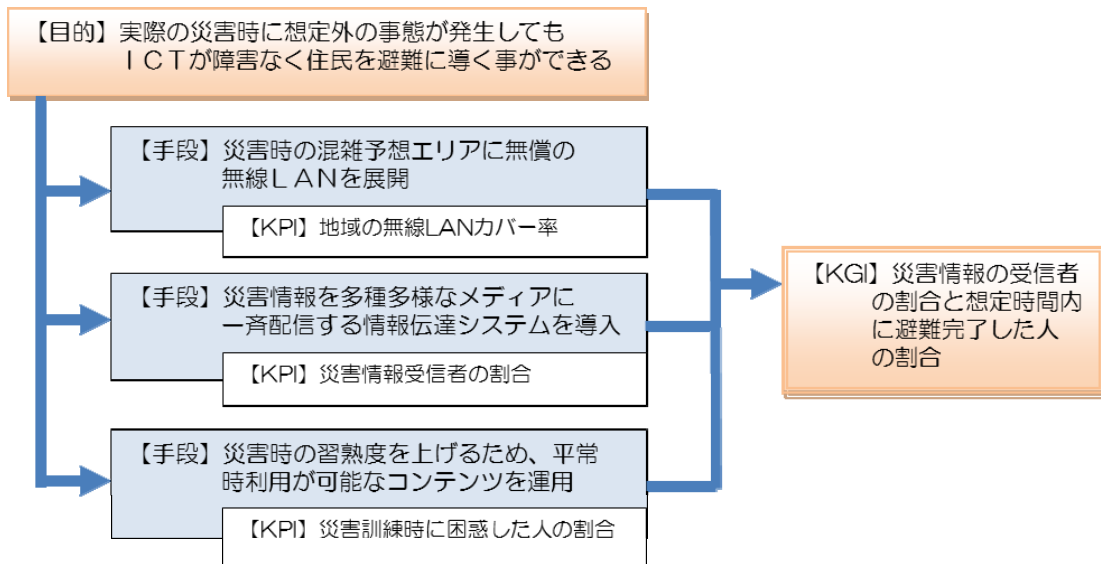 【目的】実際の災害時に想定外の事態が発生しても
ＩＣＴが障害なく住民を避難に導く事ができる
【手段】災害時の混雑予想エリアに無償の
無線ＬＡＮを展開
【KPI】地域の無線LANカバー率
【手段】災害情報を多種多様なメディアに
一斉配信する情報伝達システムを導入
【KPI】災害情報受信者の割合
【手段】災害時の習熟度を上げるため、平常
時利用が可能なコンテンツを運用
【KPI】災害訓練時に困惑した人の割合
【KGI】災害情報の受信者
の割合と想定時間内
に避難完了した人
の割合